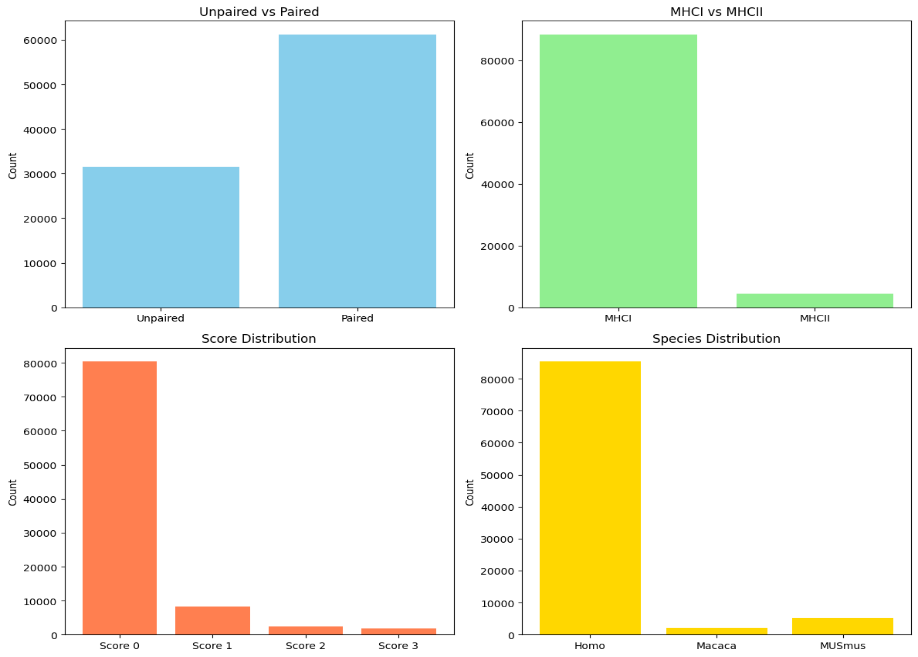 Unpaired vs Paired
Count
60000
50000
40000
30000
20000
10000
0
Unpaired Paired
MHCI vs MHCII
Count
80000
60000
40000
20000
0
MHCI MHCII
Score Distribution
Count
80000
70000
60000
50000
40000
30000
20000
10000
0
Score 0 Score 1 Score 2 Score 3
Species Distribution
Count
80000
70000
60000
50000
40000
30000
20000
10000
0
Homo Macaca MUSmus